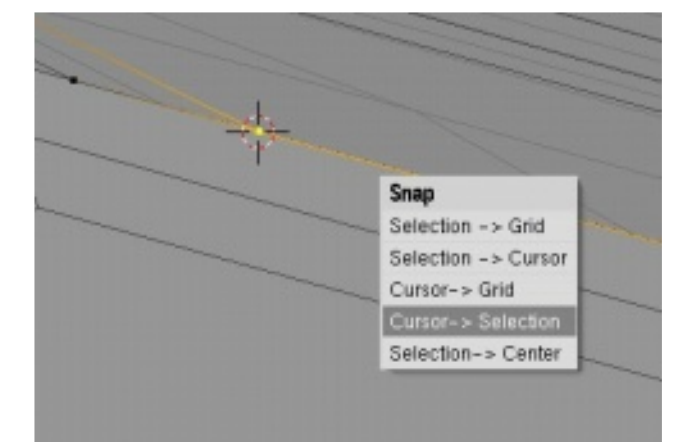 Snap
Selection -> Grid
Selection -> Cursor
Cursor-> Grid
Cursor-> Selection
Selection-> Center